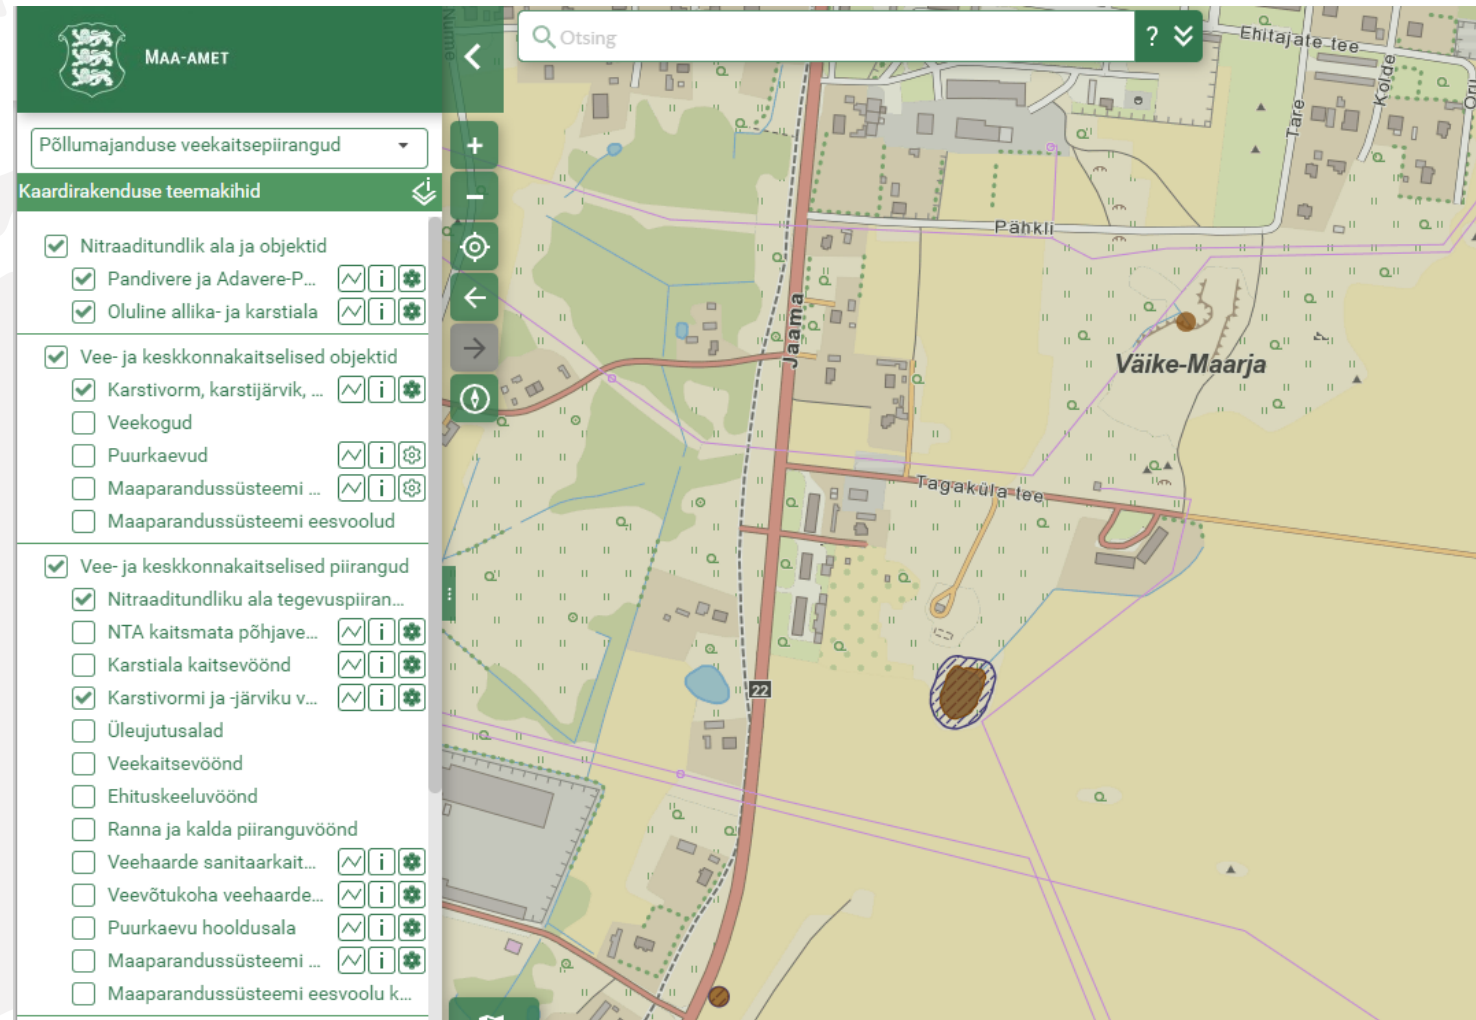 MAA-AMET
Põllumajanduse veekaitsepiirangud
Kaardirakenduse teemakihid
Nitraaditundlik ala ja objektid
Pandivere ja Adavere-P...
Oluline allika- ja karstiala
Vee- ja keskkonnakaitselised objektid
Karstivorm, karstijärvik, ...
Veekogud
Puurkaevud
Maaparandussüsteemi ...
Maaparandussüsteemi eesvoolud
Vee- ja keskkonnakaitselised piirangud
Nitraaditundliku ala tegevuspiiran...
NTA kaitsmata põhjave...
Karstiala kaitsevöönd
Karstivormi ja -järviku v...
Üleujutusalad
Veekaitsevöönd
Ehituskeeluvöönd
Ranna ja kalda piiranguvöönd
Veehaarde sanitaarkait...
Veevõtukoha veehaarde...
Puurkaevu hooldusala
Maaparandussüsteemi ...
Maaparandussüsteemi eesvoolu k...
Otsing
?
Nurme
Ehitajate tee
Kolde
Tare
Pähkli
Jaama
Väike-Maarja
Tagaküla tee
22